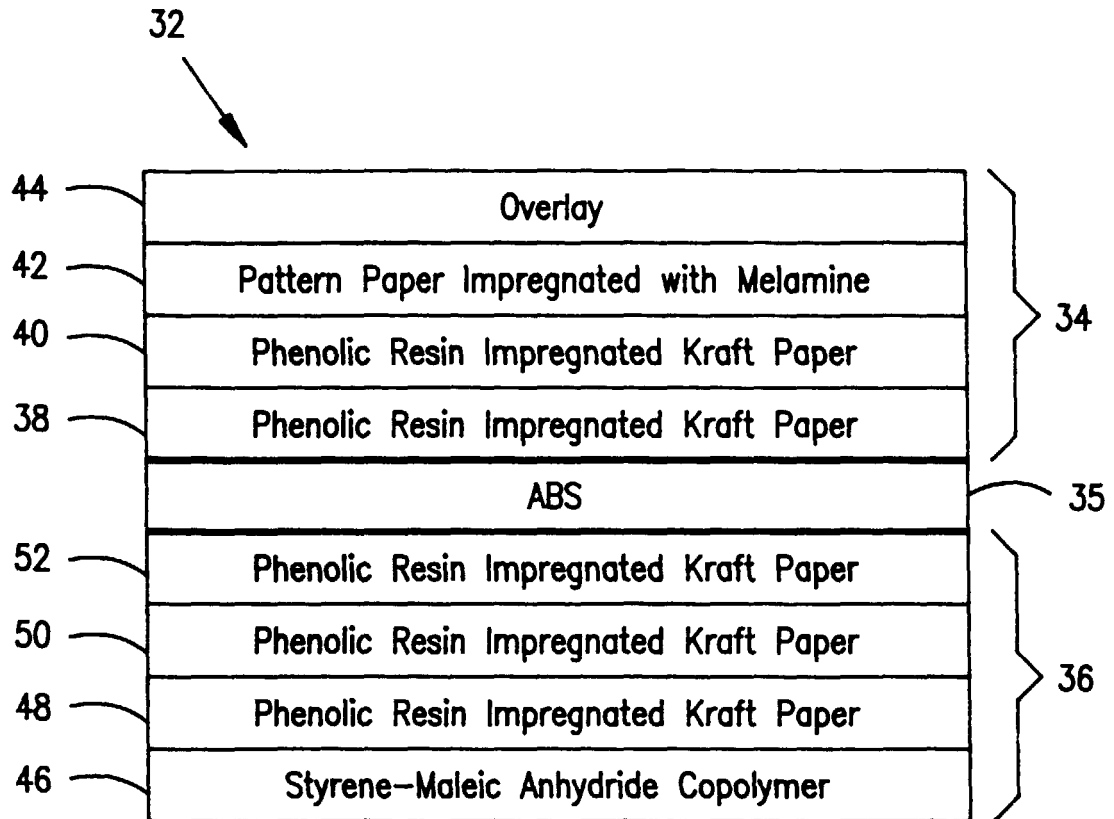 32
44 Overlay
42 Pattern Paper Impregnated with Melamine
40 Phenolic Resin Impregnated Kraft Paper
34
38 Phenolic Resin Impregnated Kraft Paper
ABS 35
52 Phenolic Resin Impregnated Kraft Paper
50 Phenolic Resin Impregnated Kraft Paper
36
48 Phenolic Resin Impregnated Kraft Paper
46 Styrene-Maleic Anhydride Copolymer